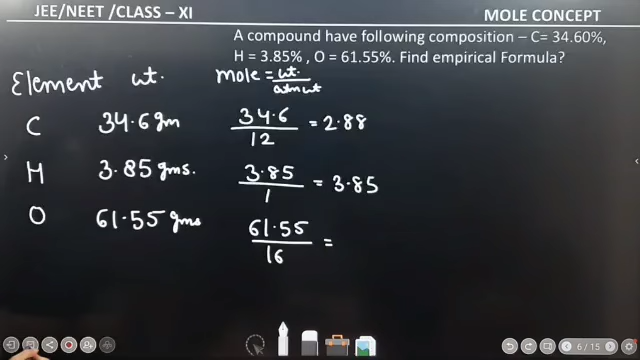 JEE/NEET /CLASS – XI
MOLE CONCEPT
A compound have following composition – C= 34.60%,
H = 3.85% , O = 61.55%. Find empirical Formula?
Element wt. mole = wt. / atm wt
C 34.6 gm 34.6 / 12 = 2.88
H 3.85 gms. 3.85 / 1 = 3.85
O 61.55 gms 61.55 / 16 =
6 / 15